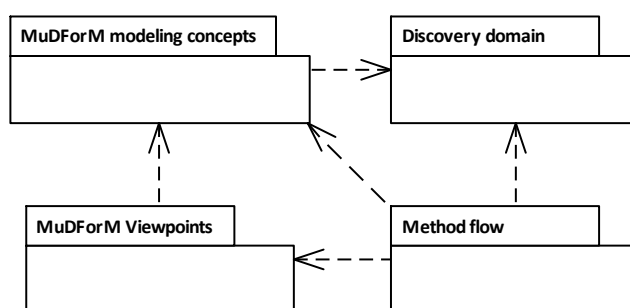 MuDForM modeling concepts
Discovery domain
MuDForM Viewpoints
Method flow